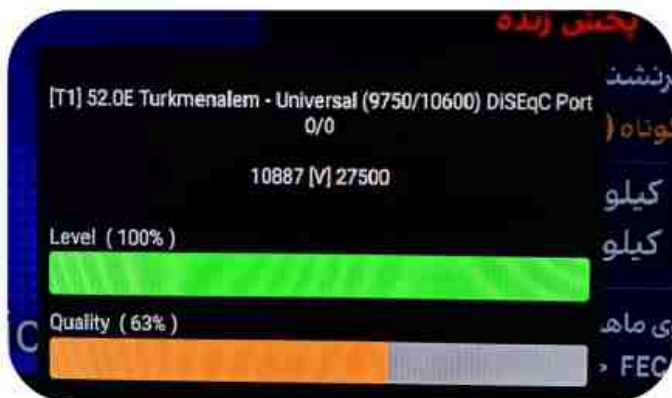 پخش زنده
[T1] 52.0E Turkmenalem - Universal (9750/10600) DiSEqC Port
0/0
10887 [V] 27500
کیلو
کیلو
Level ( 100% )
Quality ( 63% )
ی ماه
FEC